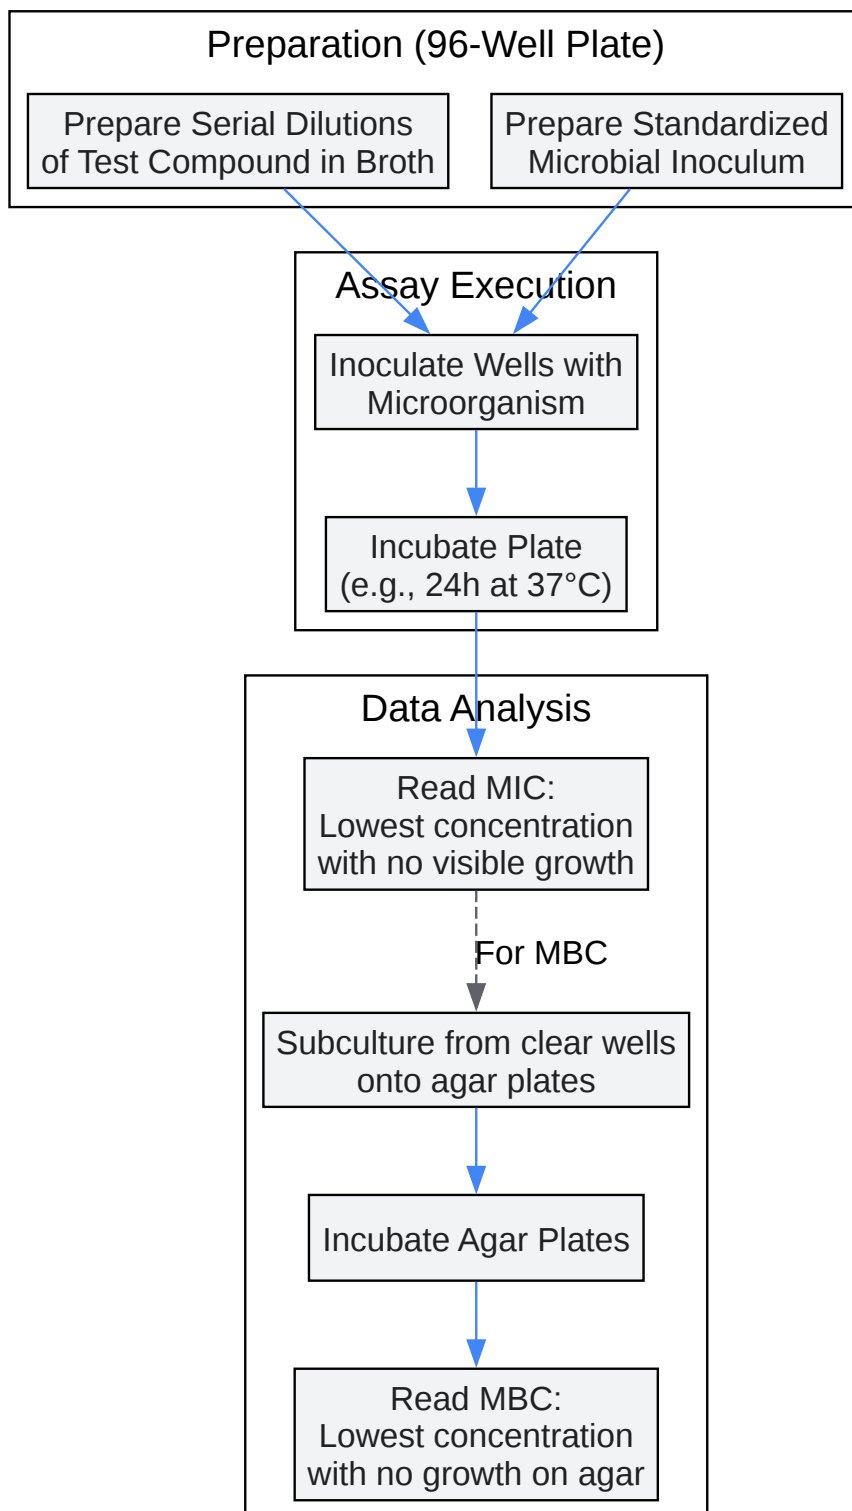 Preparation (96-Well Plate)
Prepare Serial Dilutions
of Test Compound in Broth
Prepare Standardized
Microbial Inoculum
Assay Execution
Inoculate Wells with
Microorganism
Incubate Plate
(e.g., 24h at 37°C)
Data Analysis
Read MIC:
Lowest concentration
with no visible growth
For MBC
Subculture from clear wells
onto agar plates
Incubate Agar Plates
Read MBC:
Lowest concentration
with no growth on agar